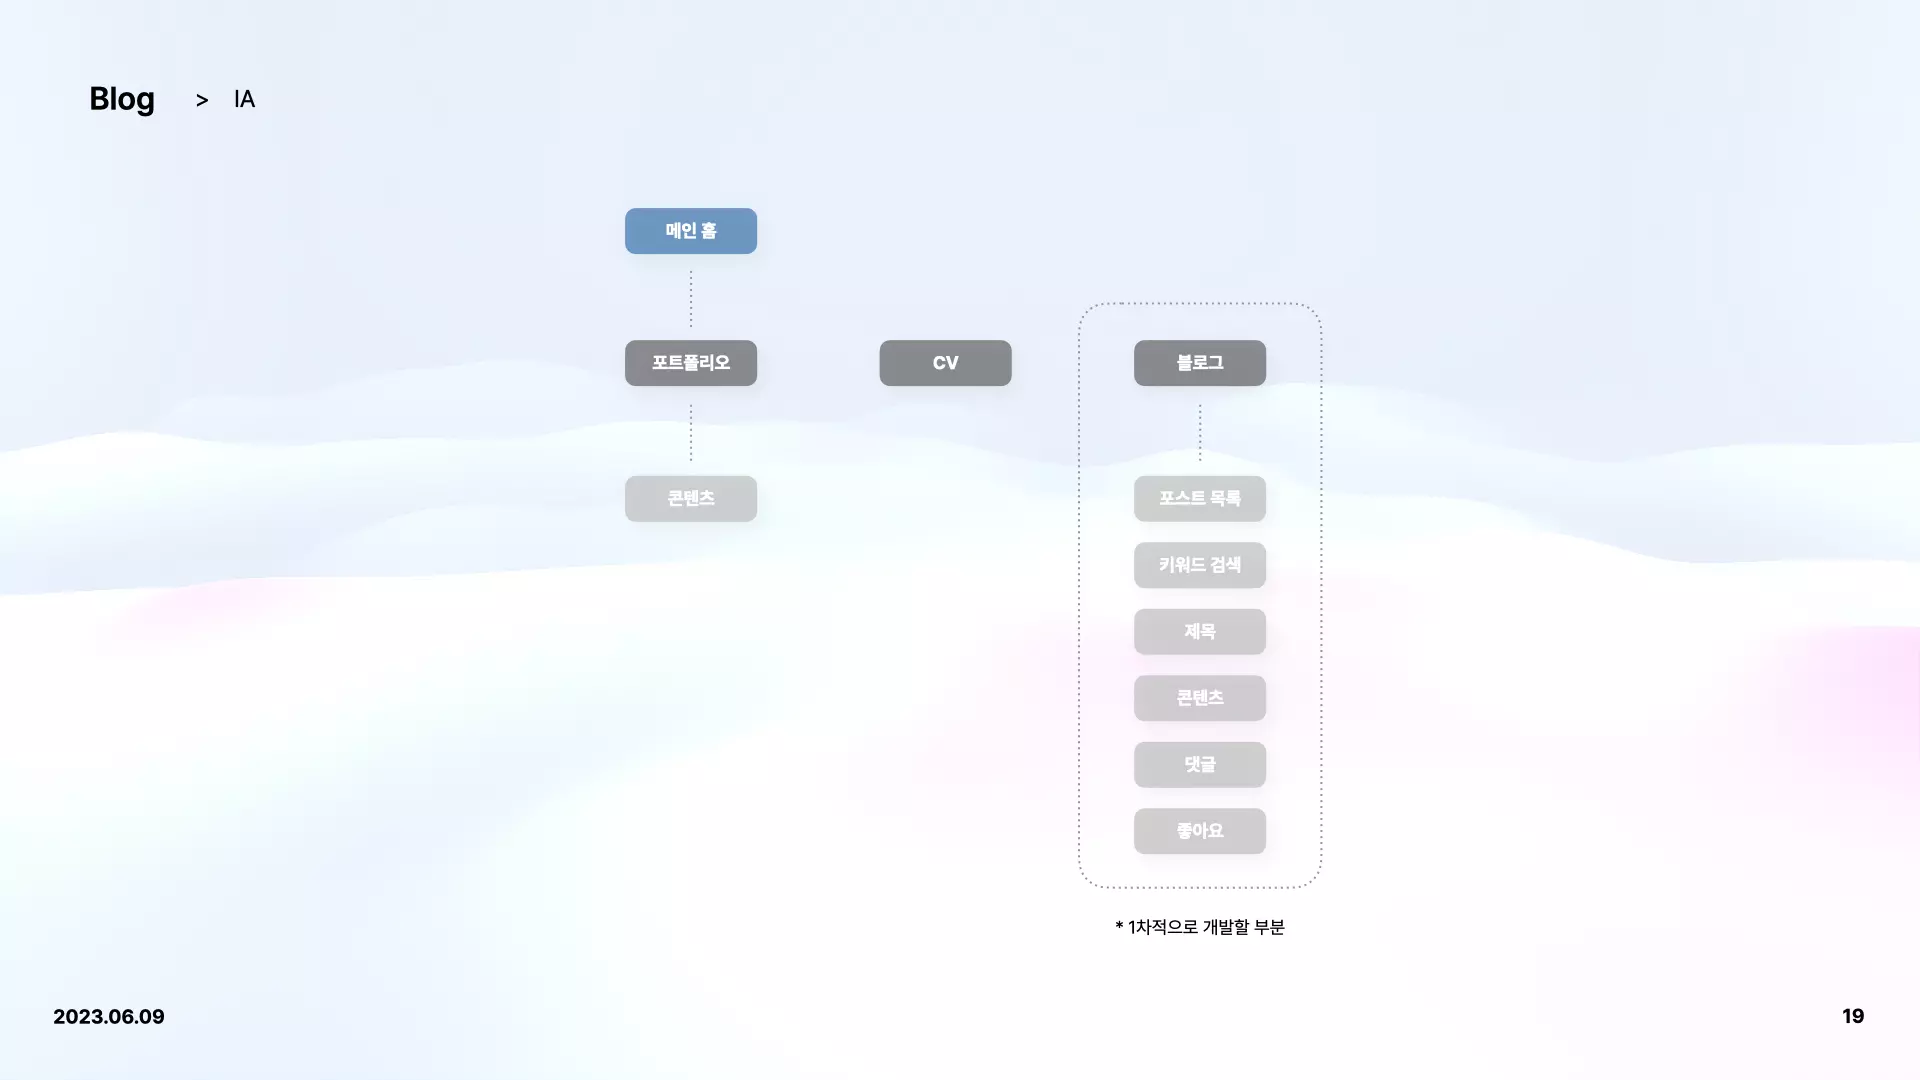 Blog > IA
메인 홈
포트폴리오
CV
블로그
콘텐츠
포스트 목록
키워드 검색
제목
콘텐츠
댓글
좋아요
* 1차적으로 개발할 부분
2023.06.09
19